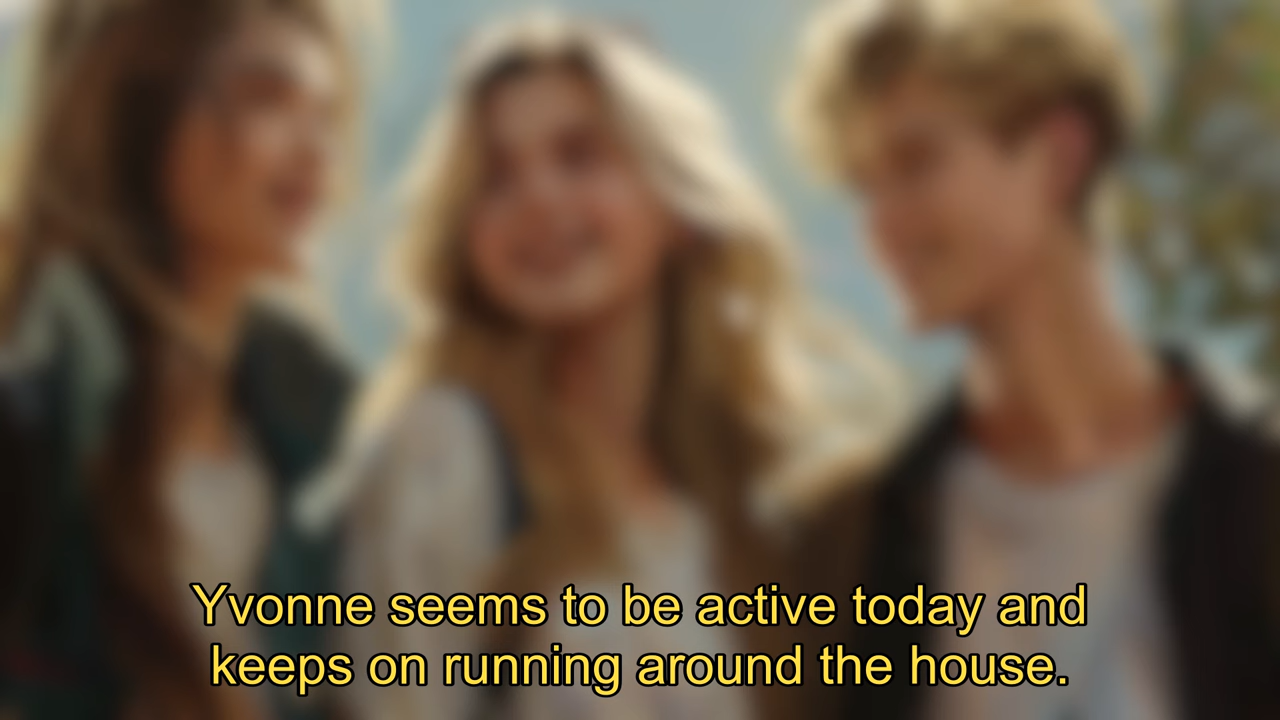 Yvonne seems to be active today and
keeps on running around the house.